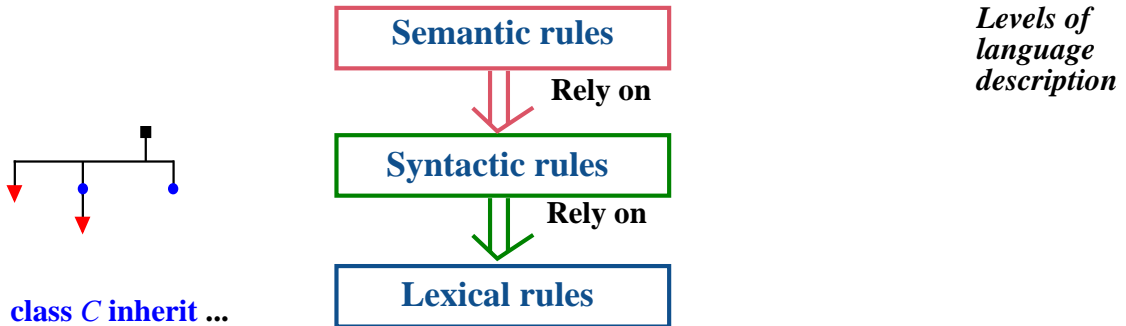 Semantic rules
Levels of
language
description
Rely on
Syntactic rules
Rely on
Lexical rules
class C inherit ...